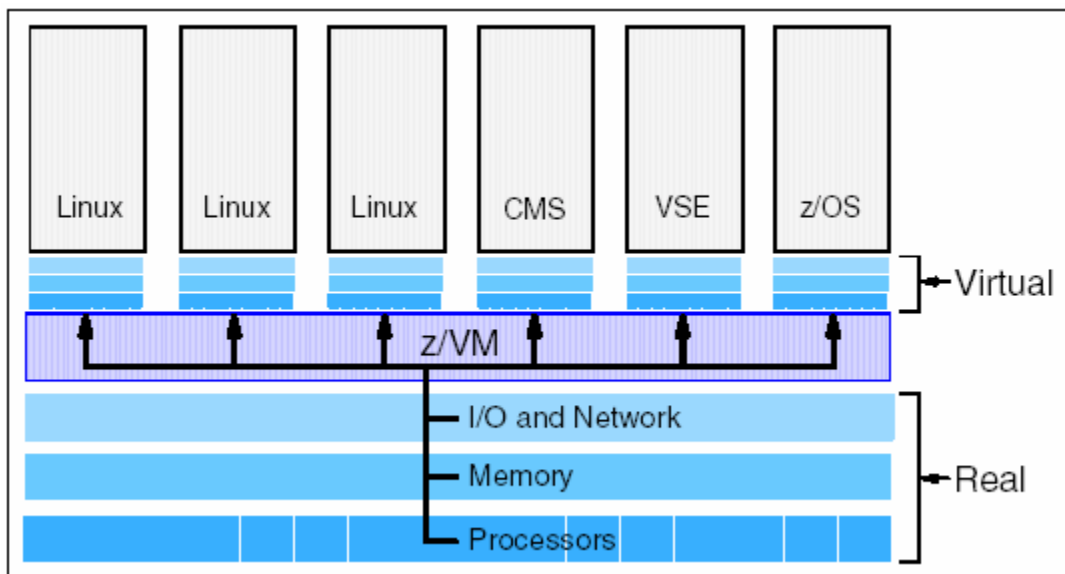 Linux
Linux
Linux
CMS
VSE
z/OS
Virtual
z/VM
I/O and Network
Memory
Real
Processors